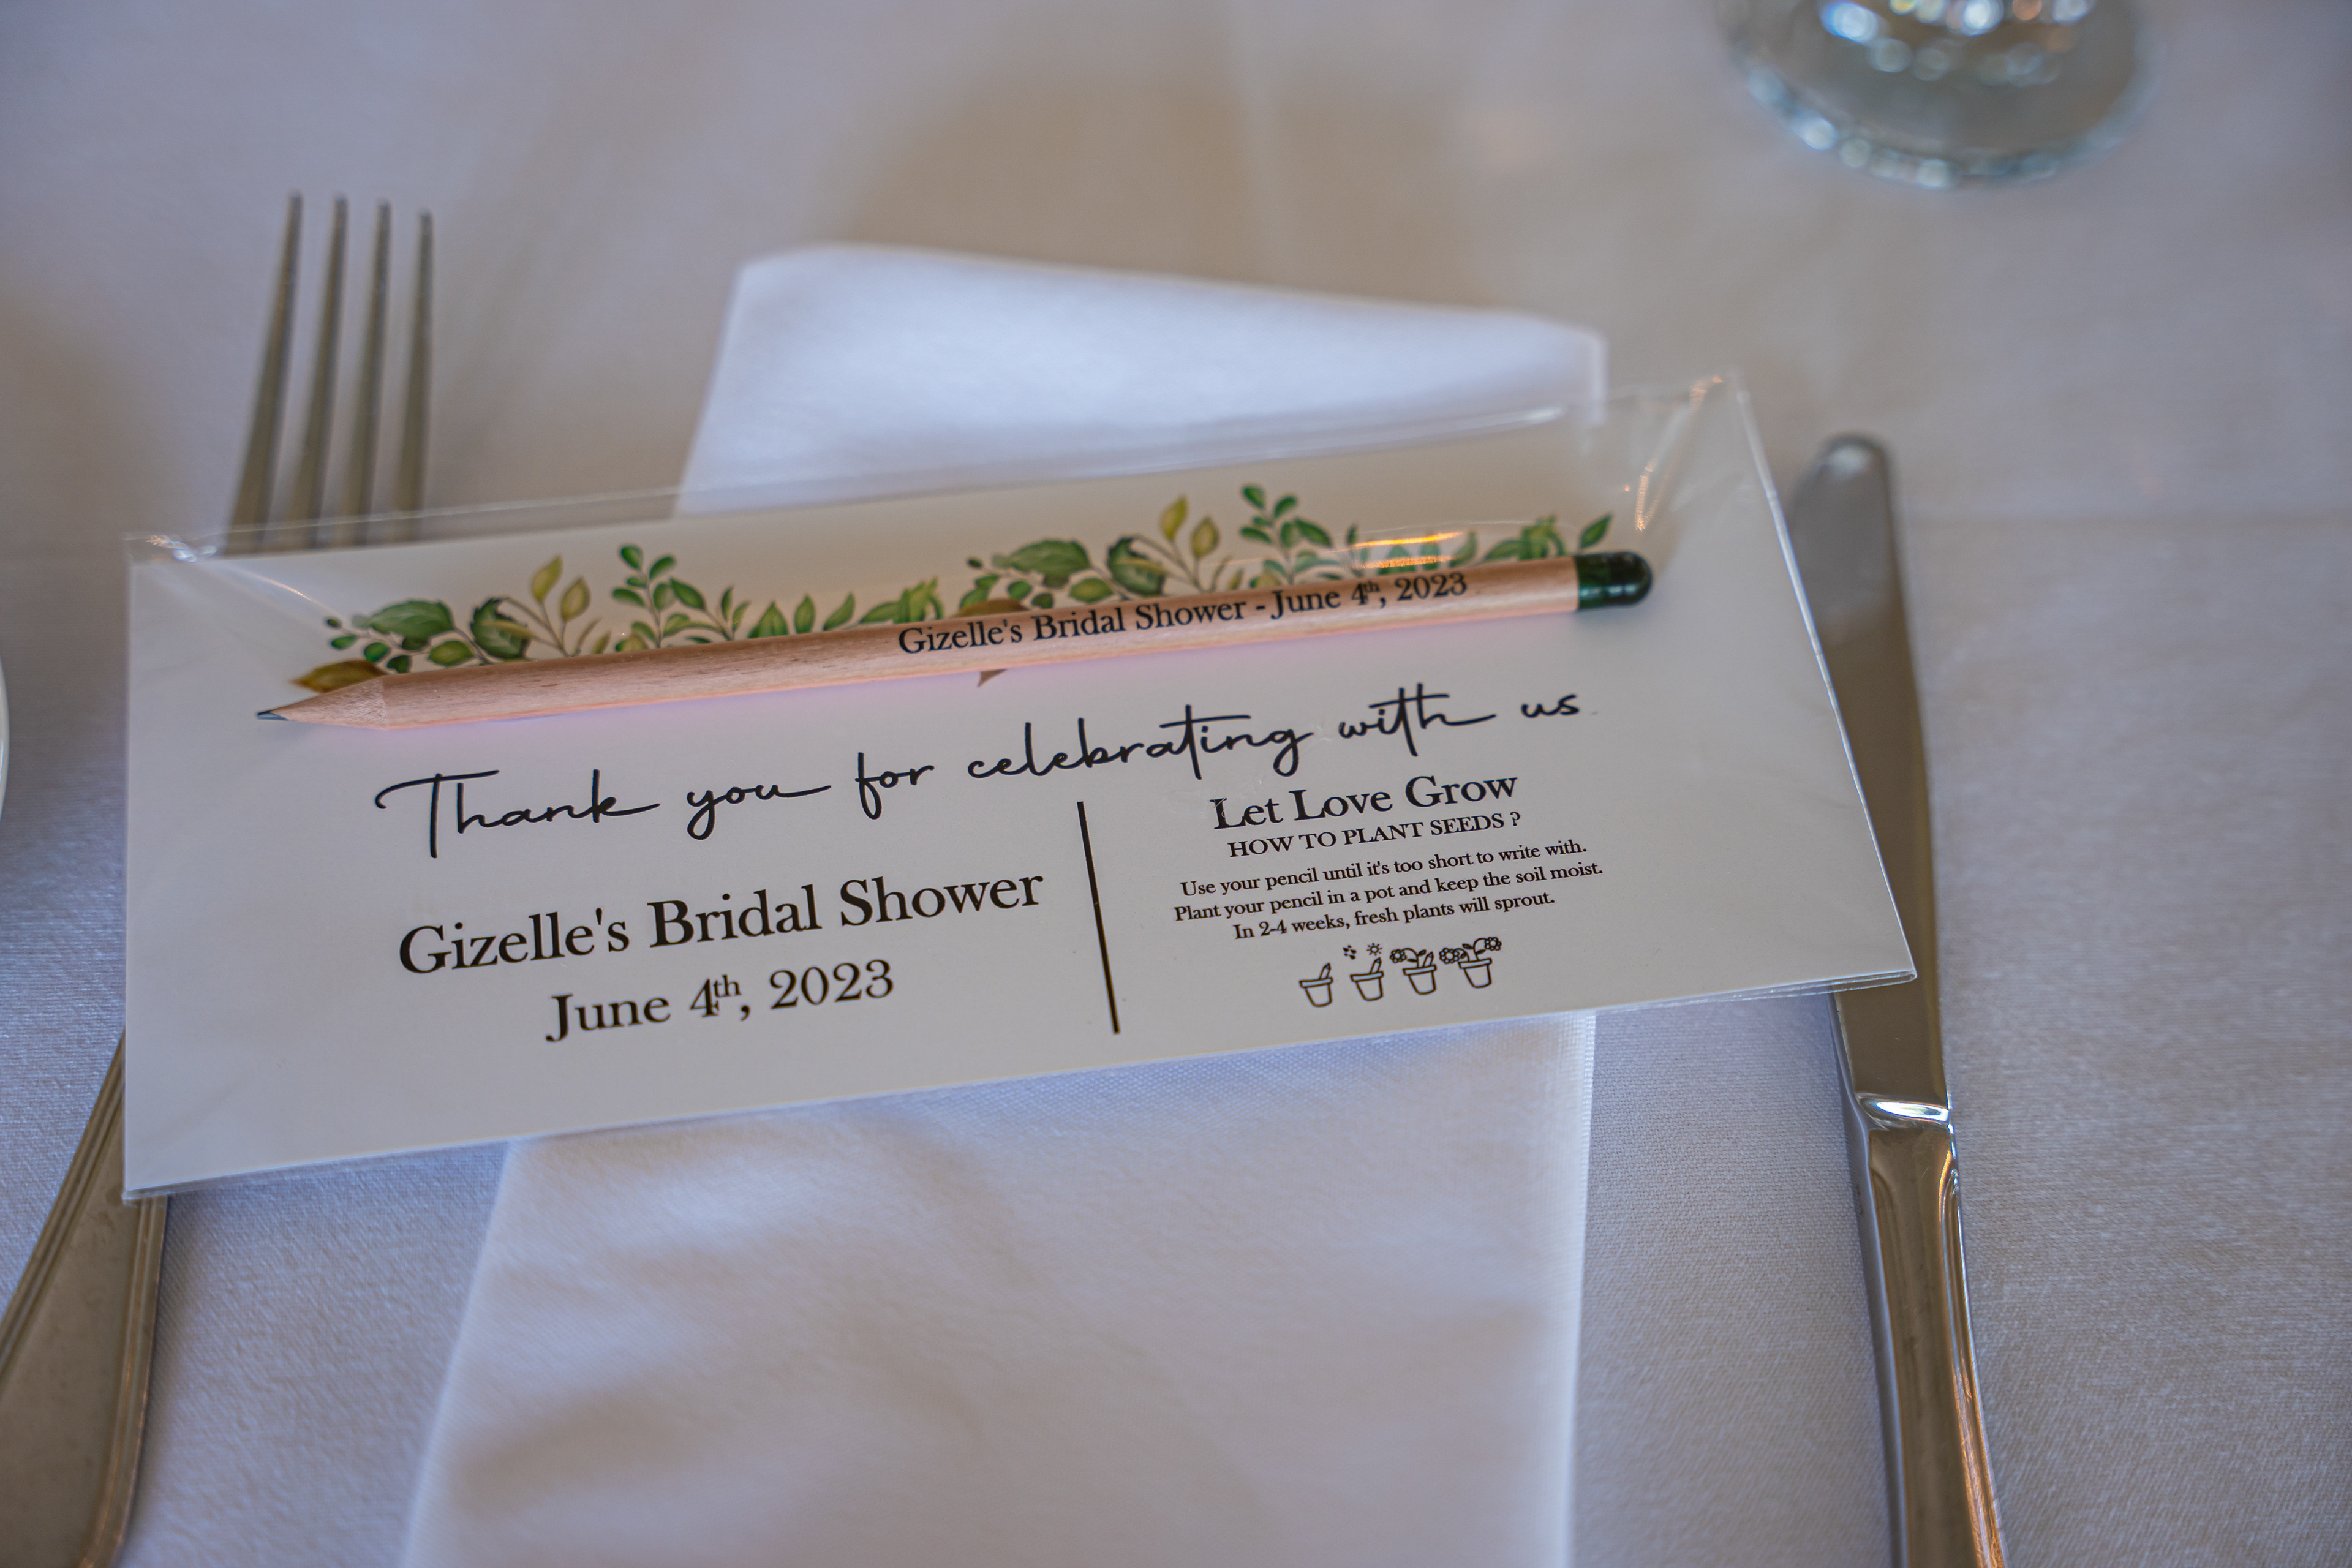 Gizelle's Bridal Shower - June 4th, 2023
Thank you for celebrating with us
Gizelle's Bridal Shower
June 4th, 2023
Let Love Grow
HOW TO PLANT SEEDS ?
Use your pencil until it's too short to write with.
Plant your pencil in a pot and keep the soil moist.
In 2-4 weeks, fresh plants will sprout.